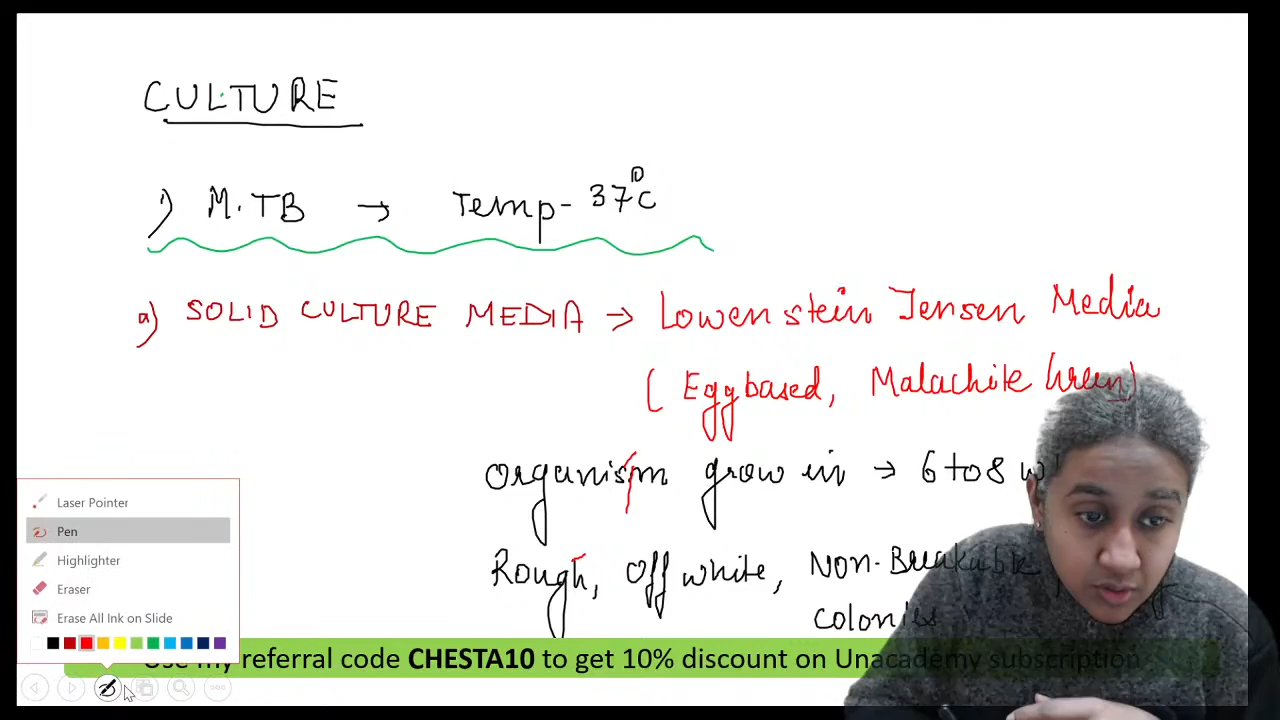 CULTURE
1) M.TB → Temp- 37°C
a) SOLID CULTURE MEDIA → Lowenstein Jensen Media
(Eggbased, Malachite Green)
Organism grow in → 6 to 8
Rough, Off white, Non-Breakable
colonies
Laser Pointer
Pen
Highlighter
Eraser
Erase All Ink on Slide
Use my referral code CHESTA10 to get 10% discount on Unacademy subscription